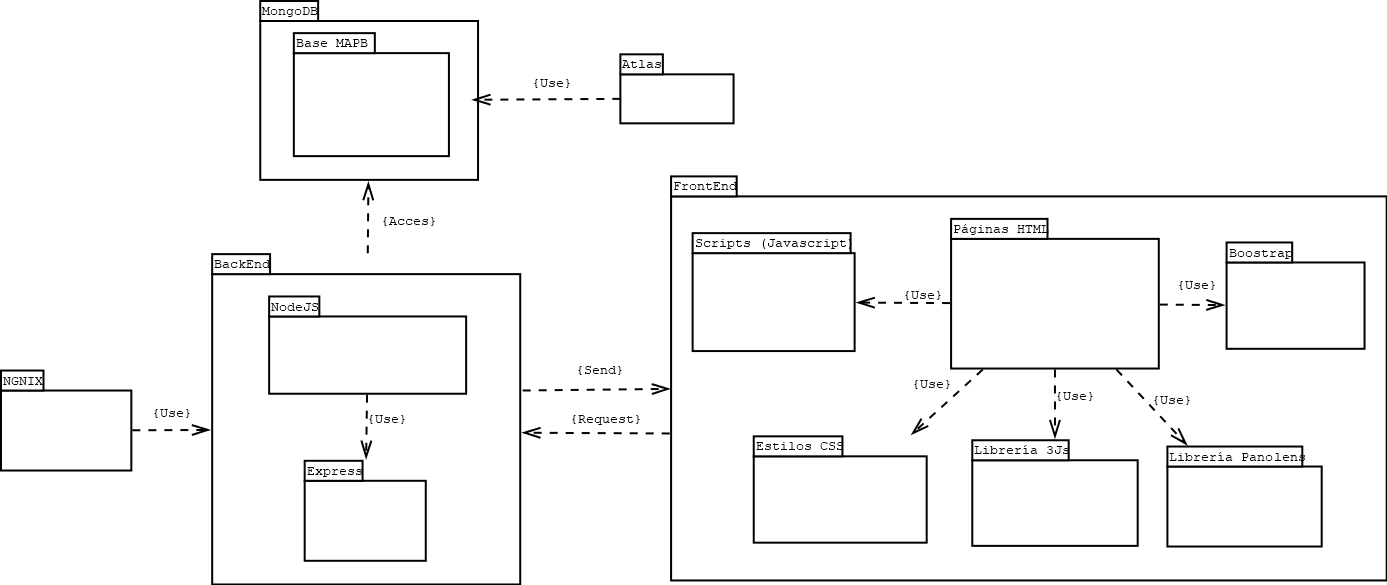 MongoDB
Base MAPB
Atlas
{Use}
{Acces}
FrontEnd
Páginas HTML
Scripts (Javascript)
Boostrap
{Use}
{Use}
BackEnd
NodeJS
NGNIX
{Use}
{Use}
Express
{Send}
{Request}
{Use}
{Use}
{Use}
Estilos CSS
Librería 3Js
Librería Panolens